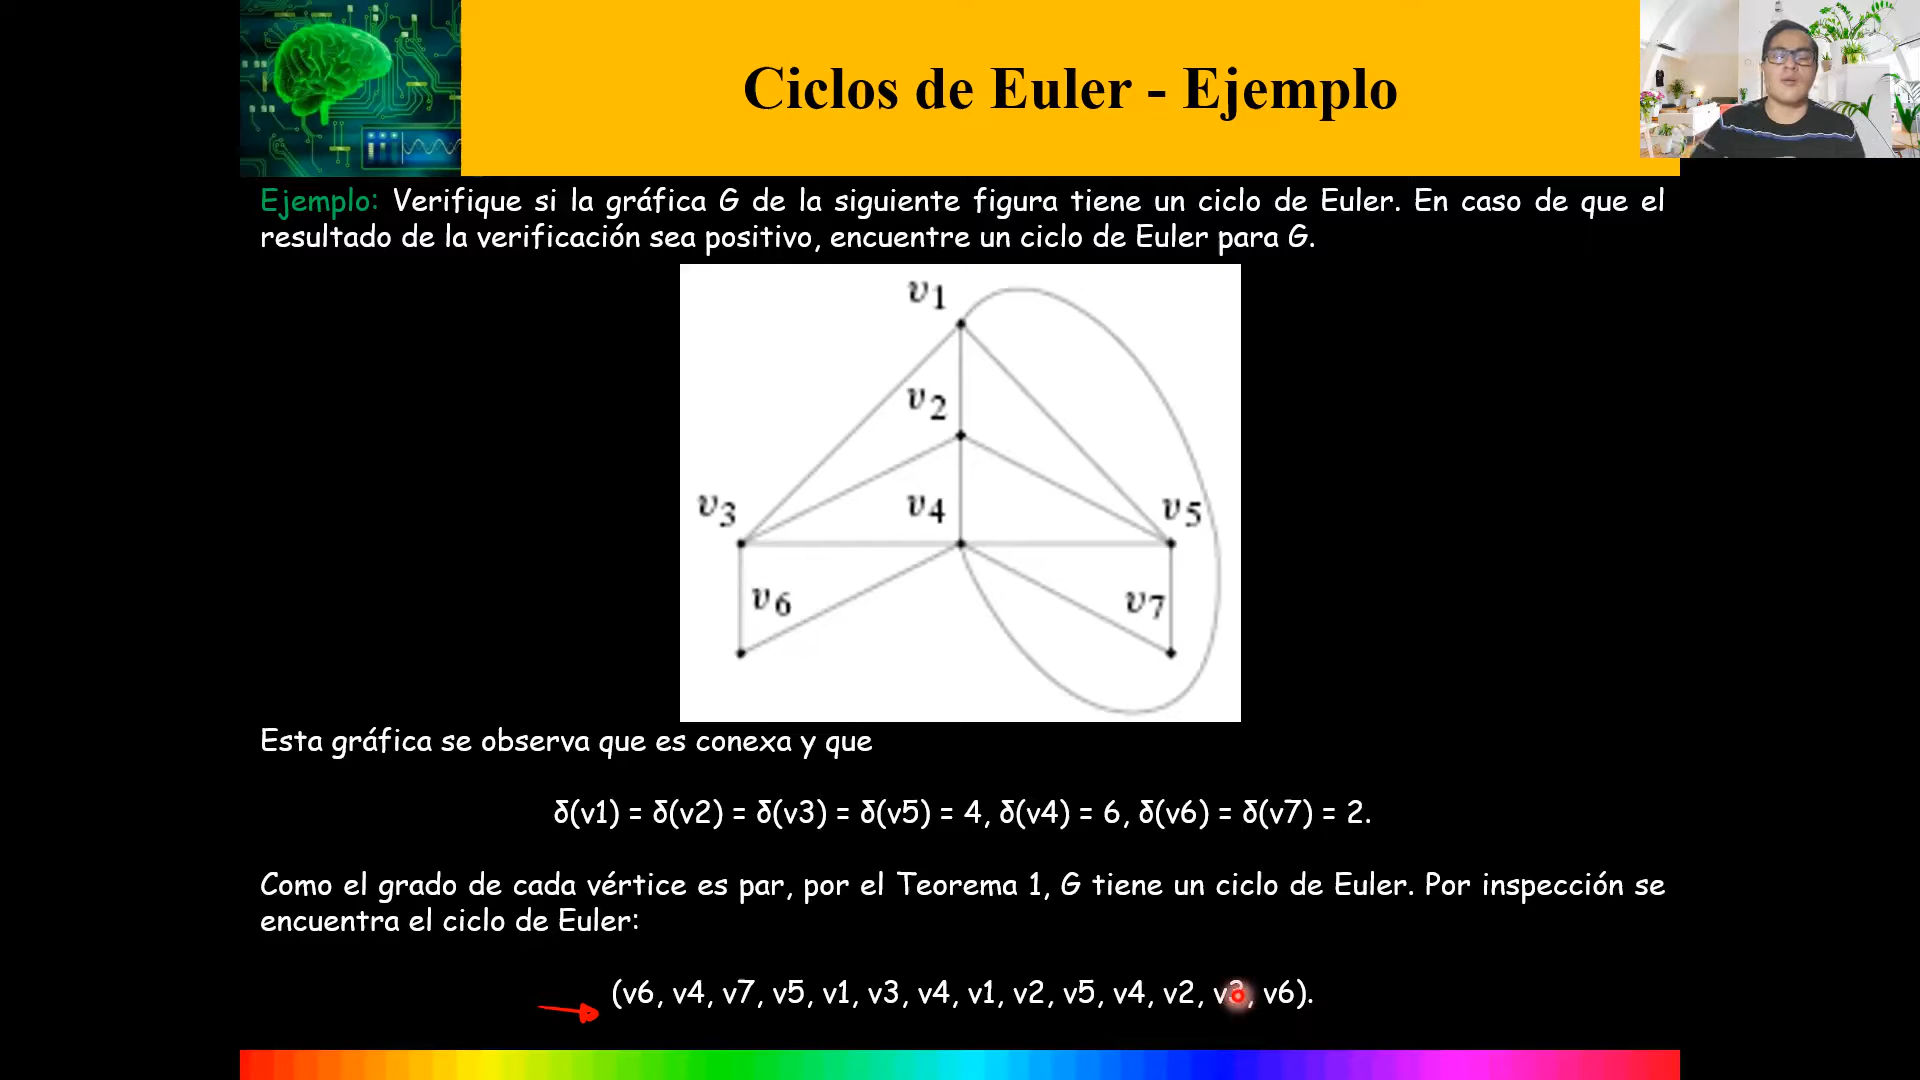 Ciclos de Euler - Ejemplo
Ejemplo: Verifique si la gráfica G de la siguiente figura tiene un ciclo de Euler. En caso de que el
resultado de la verificación sea positivo, encuentre un ciclo de Euler para G.
v1
v2
v3
v4
v5
v6
v7
Esta gráfica se observa que es conexa y que
δ(v1) = δ(v2) = δ(v3) = δ(v5) = 4, δ(v4) = 6, δ(v6) = δ(v7) = 2.
Como el grado de cada vértice es par, por el Teorema 1, G tiene un ciclo de Euler. Por inspección se
encuentra el ciclo de Euler:
(v6, v4, v7, v5, v1, v3, v4, v1, v2, v5, v4, v2, v3, v6).